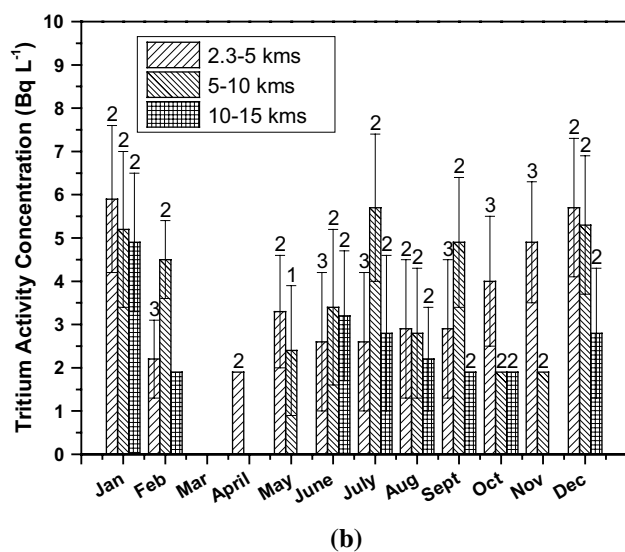 10
9
8
7
6
5
4
3
2
1
0
Tritium Activity Concentration (Bq L⁻¹)
2.3-5 kms
5-10 kms
10-15 kms
2 2 2
3 2
2
2 1
3 2 2
3 2 2
2 2 2
3 2 2
3 2 2
3 2
2 2 2
Jan Feb Mar April May June July Aug Sept Oct Nov Dec
(b)